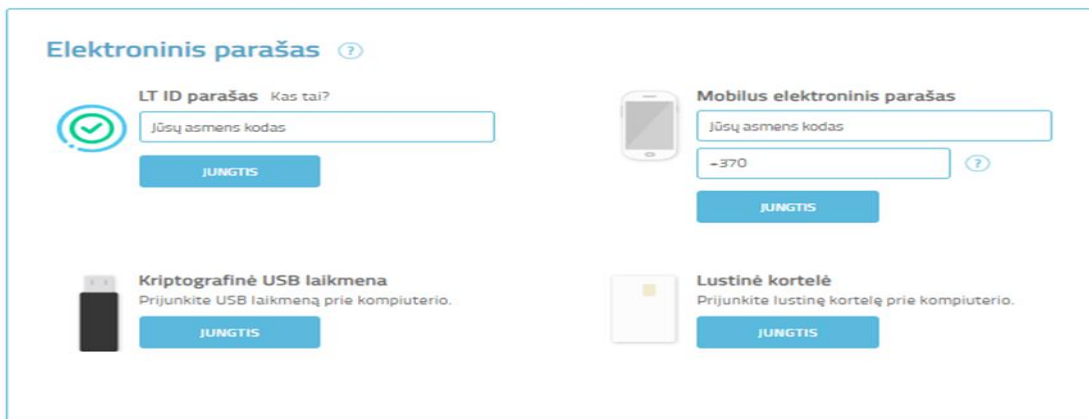 Elektroninis parašas ?
LT ID parašas Kas tai?
Jūsų asmens kodas
JUNGTIS
Mobilus elektroninis parašas
Jūsų asmens kodas
+370
?
JUNGTIS
Kriptografinė USB laikmena
Prijunkite USB laikmeną prie kompiuterio.
JUNGTIS
Lustinė kortelė
Prijunkite lustinę kortelę prie kompiuterio.
JUNGTIS